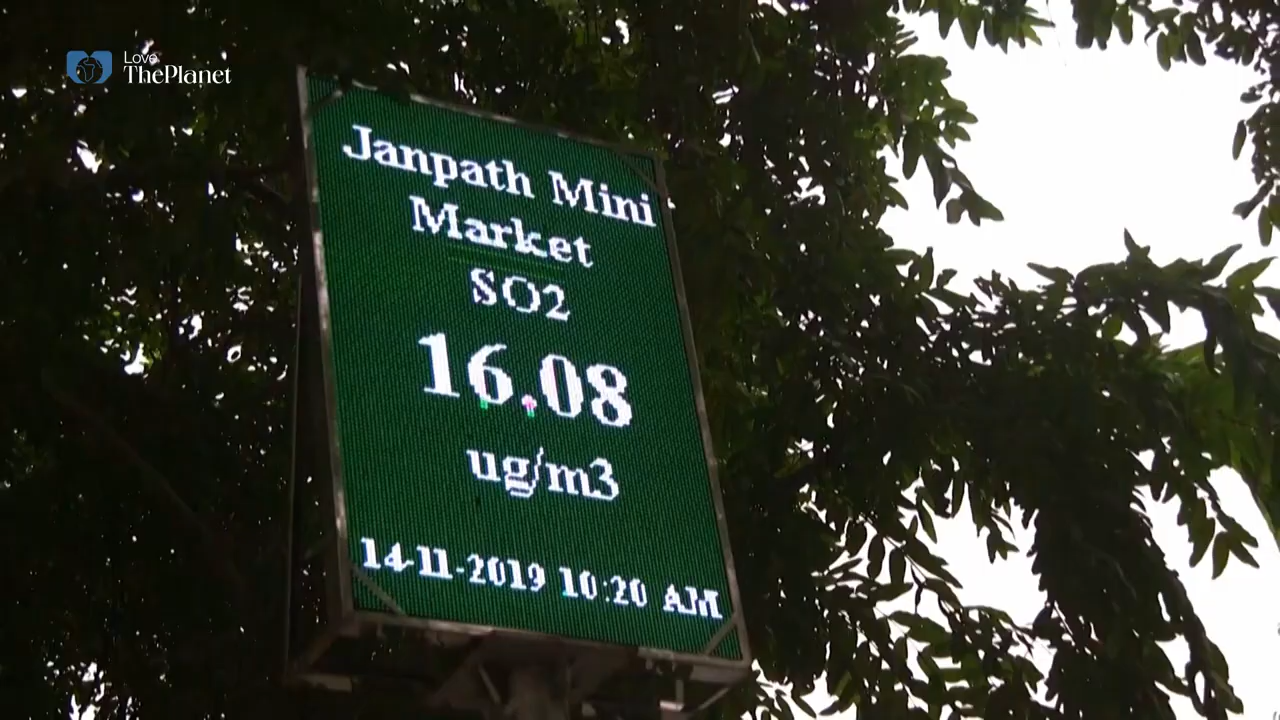 Love
ThePlanet
Janpath Mini
Market
SO2
16.08
ug/m3
14-11-2019 10:20 AM